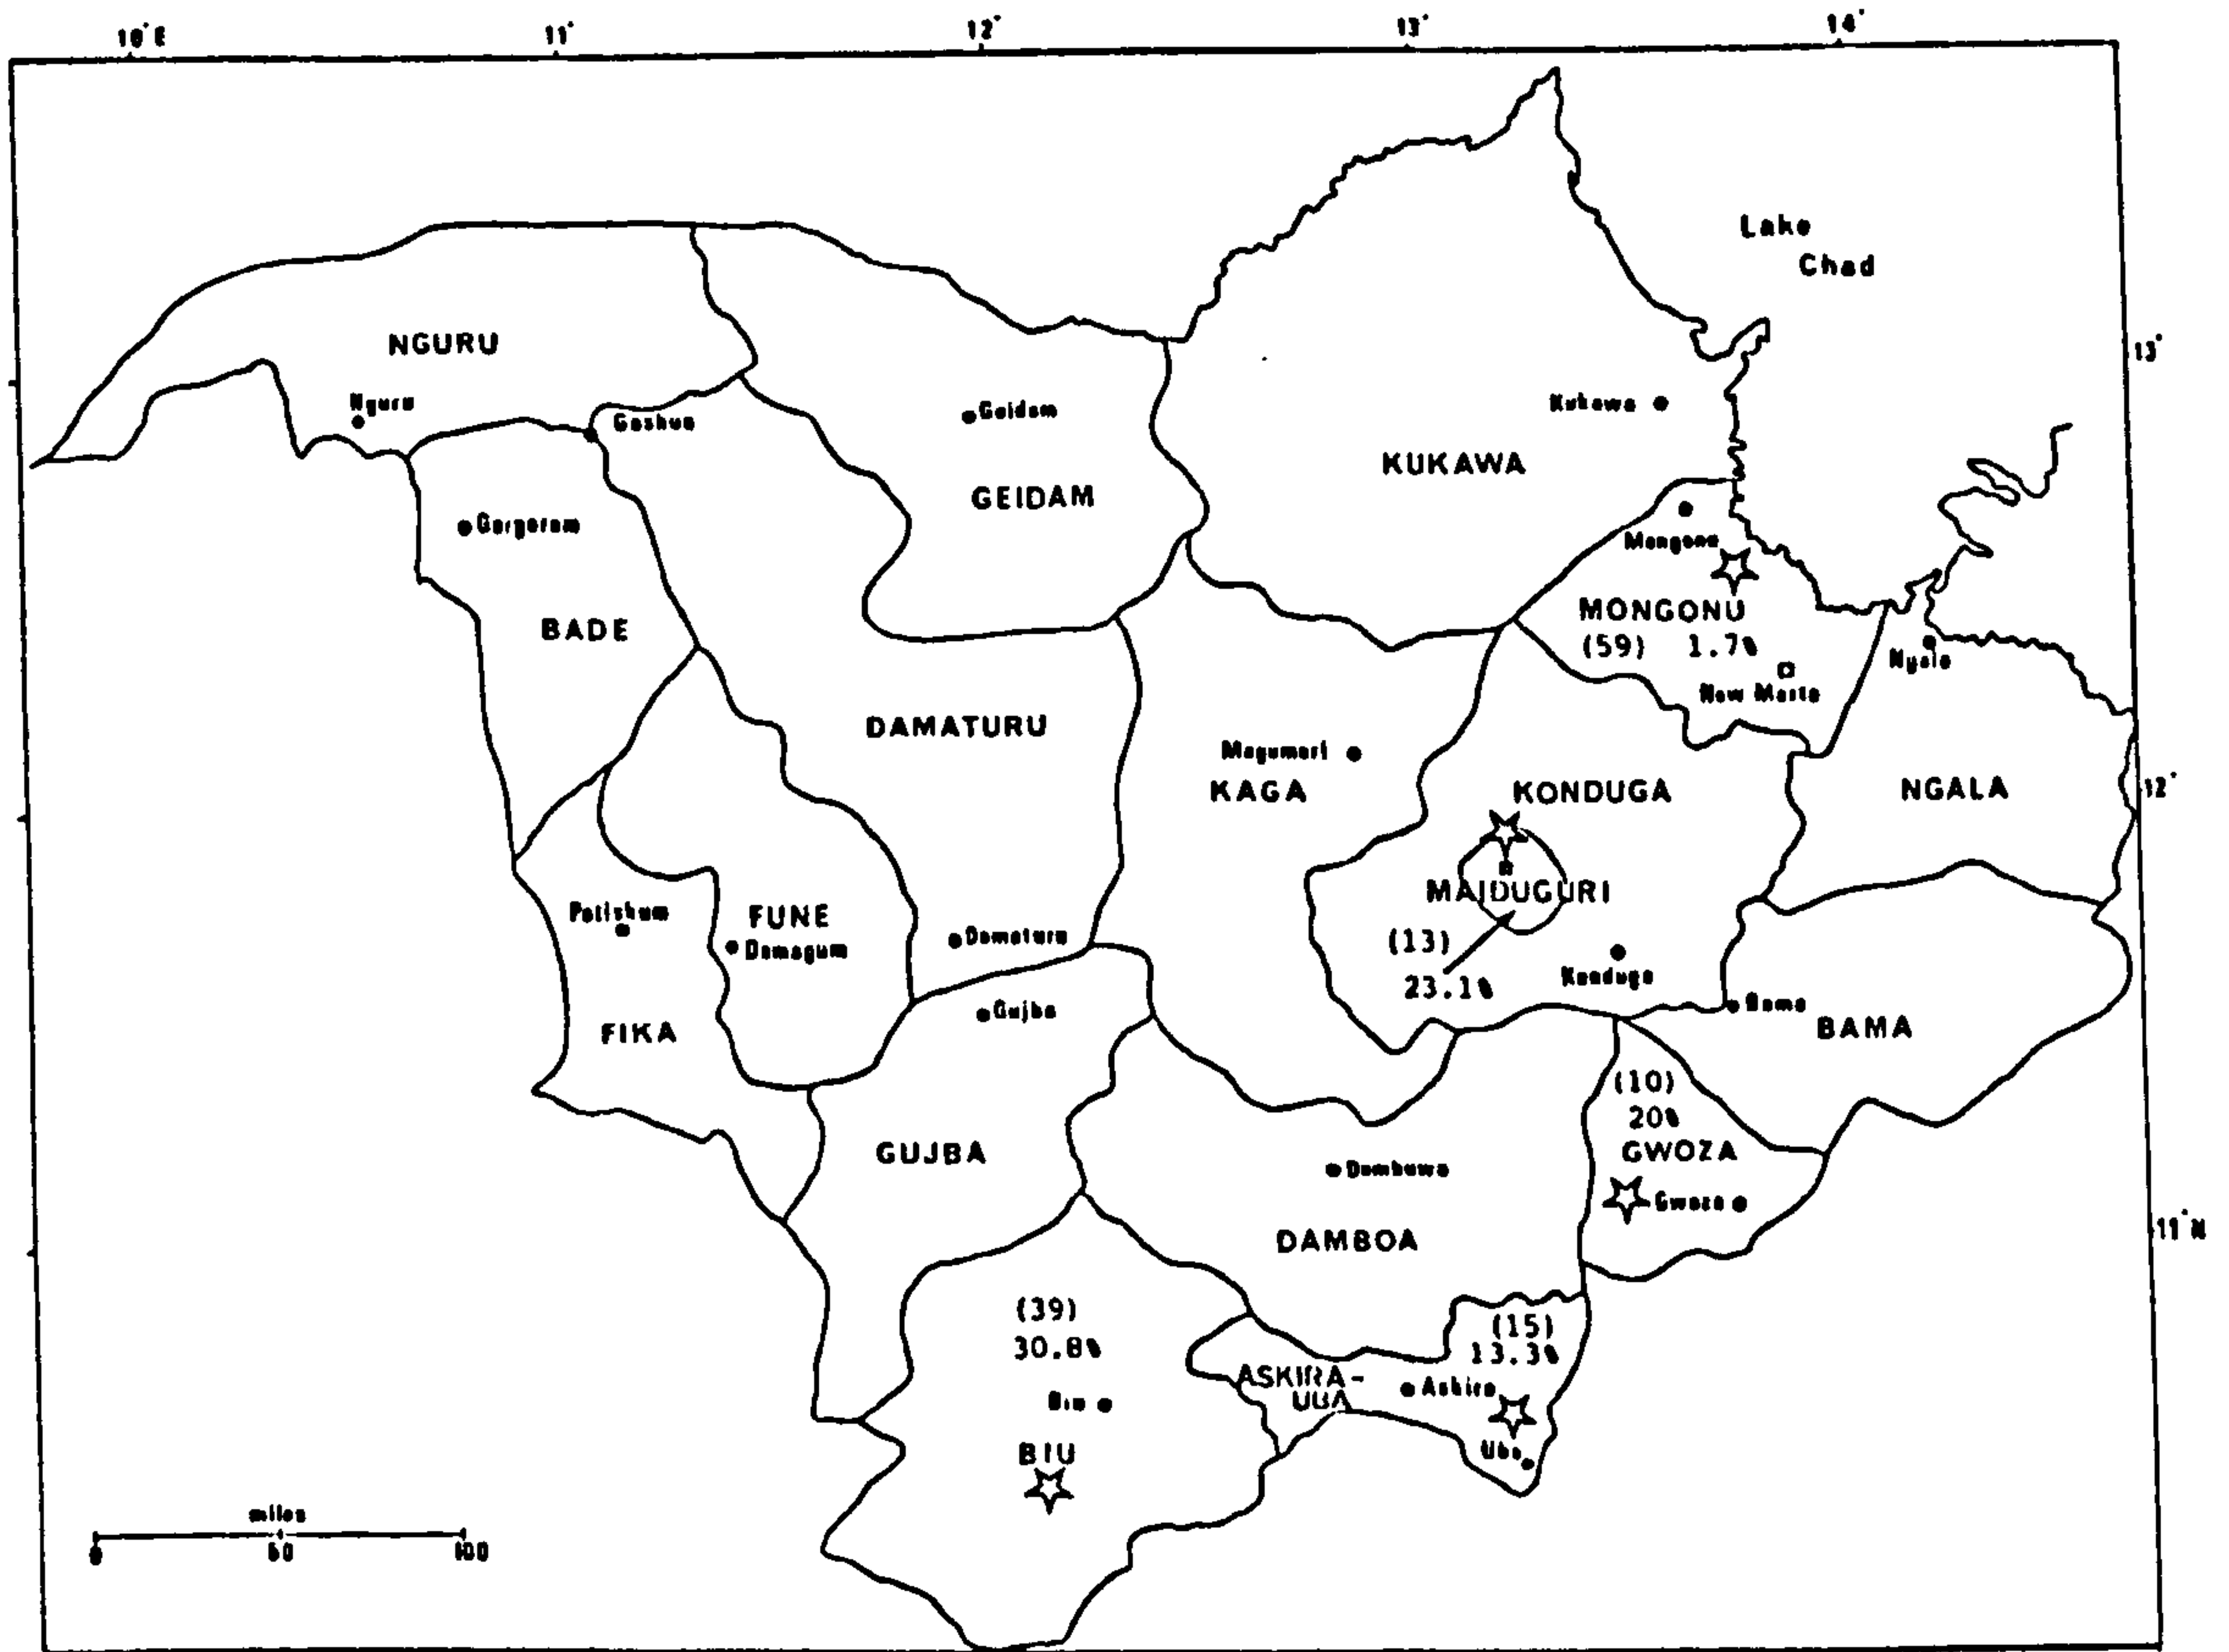 10°E 11° 12° 13° 14°
Lake
Chad
13°
NGURU
Nguru
Gashua
Geidam
GEIDAM
Kukawa
KUKAWA
Gorgoram
BADE
Mongonu
MONGONU
(59) 1.7%
New Marte
Ngala
DAMATURU
Magumeri
KAGA
KONDUGA
NGALA
12°
MAIDUGURI
(13)
23.1%
Konduga
Potiskum
FUNE
Damagum
Damaturu
Gujba
FIKA
Bama
BAMA
(10)
20%
GWOZA
Gwoza
GUJBA
Dambuwa
DAMBOA
11°N
(39)
30.8%
Biu
BIU
(15)
13.3%
ASKIRA-
UBA
Askira
Uba
miles
0 50 100